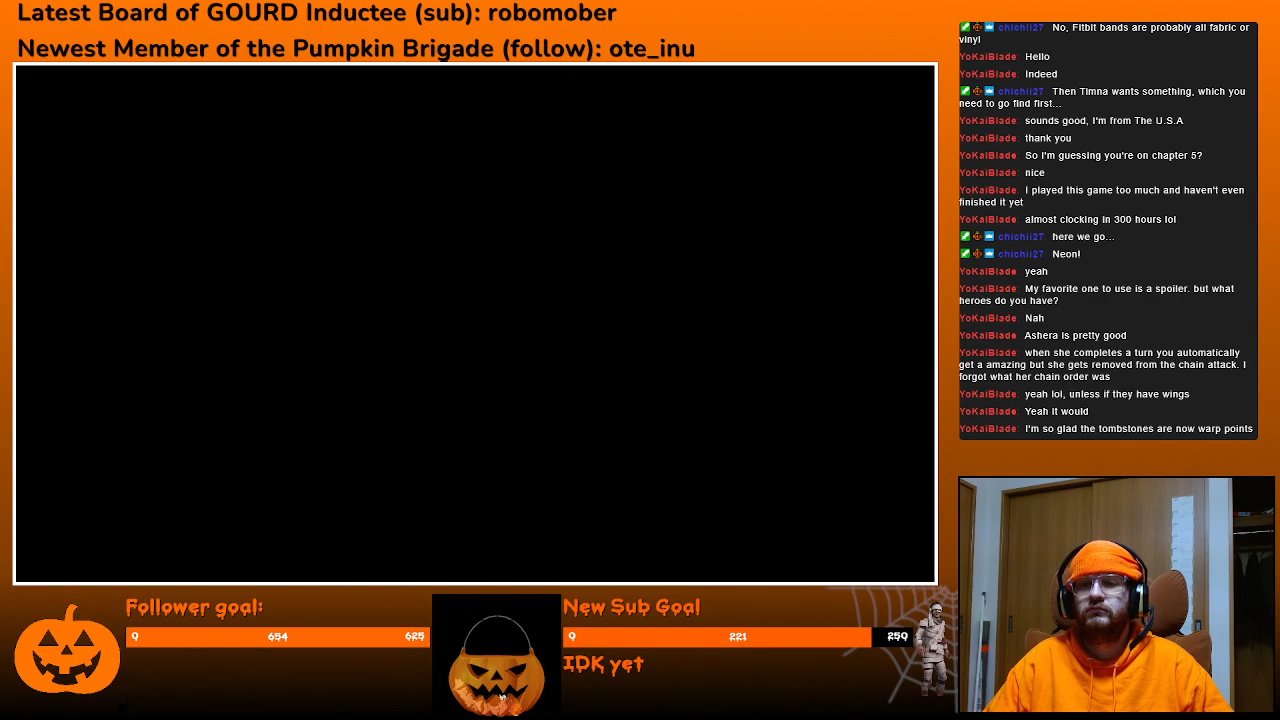 Latest Board of GOURD Inductee (sub): robomober
Newest Member of the Pumpkin Brigade (follow): ote_inu
chichii27: No, Fitbit bands are probably all fabric or
vinyl
YoKaiBlade: Hello
YoKaiBlade: Indeed
chichii27: Then Timna wants something, which you
need to go find first...
YoKaiBlade: sounds good, I'm from The U.S.A
YoKaiBlade: thank you
YoKaiBlade: So I'm guessing you're on chapter 5?
YoKaiBlade: nice
YoKaiBlade: I played this game too much and haven't even
finished it yet
YoKaiBlade: almost clocking in 300 hours lol
chichii27: here we go...
chichii27: Neon!
YoKaiBlade: yeah
YoKaiBlade: My favorite one to use is a spoiler. but what
heroes do you have?
YoKaiBlade: Nah
YoKaiBlade: Ashera is pretty good
YoKaiBlade: when she completes a turn you automatically
get a amazing but she gets removed from the chain attack. I
forgot what her chain order was
YoKaiBlade: yeah lol, unless if they have wings
YoKaiBlade: Yeah it would
YoKaiBlade: I'm so glad the tombstones are now warp points
Follower goal:
0 654 625
New Sub Goal
0 221 250
IDK yet